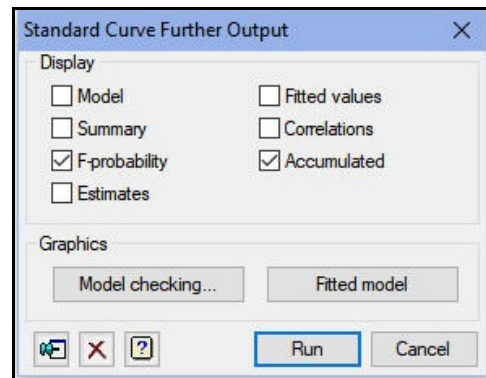 Standard Curve Further Output
Display
Model
Fitted values
Summary
Correlations
F-probability
Accumulated
Estimates
Graphics
Model checking...
Fitted model
?
Run
Cancel